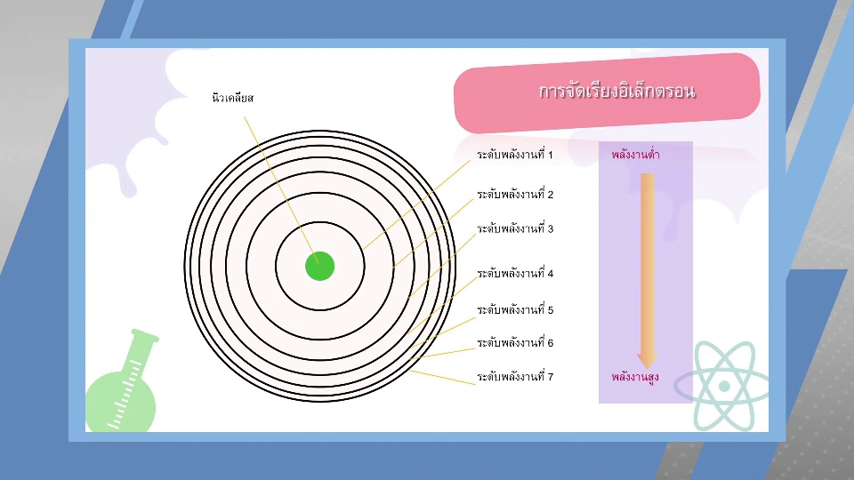 การจัดเรียงอิเล็กตรอน
นิวเคลียส
ระดับพลังงานที่ 1
ระดับพลังงานที่ 2
ระดับพลังงานที่ 3
ระดับพลังงานที่ 4
ระดับพลังงานที่ 5
ระดับพลังงานที่ 6
ระดับพลังงานที่ 7
พลังงานต่ำ
พลังงานสูง